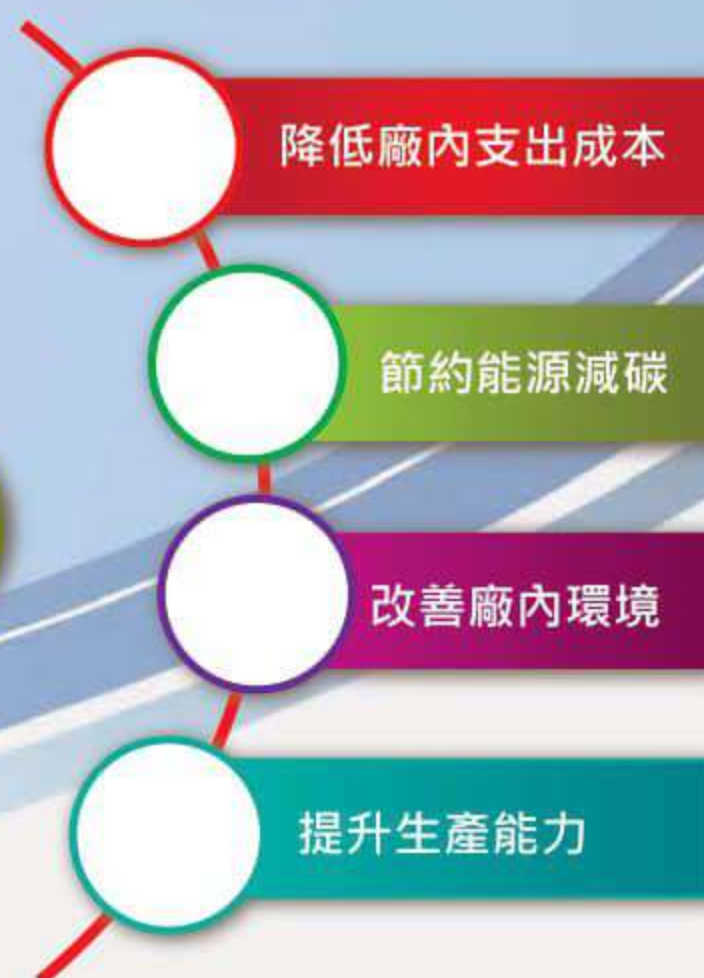 降低廠內支出成本
節約能源減碳
改善廠內環境
提升生產能力